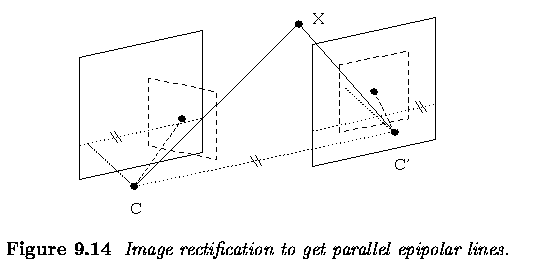 X
C
C′
Figure 9.14 Image rectification to get parallel epipolar lines.